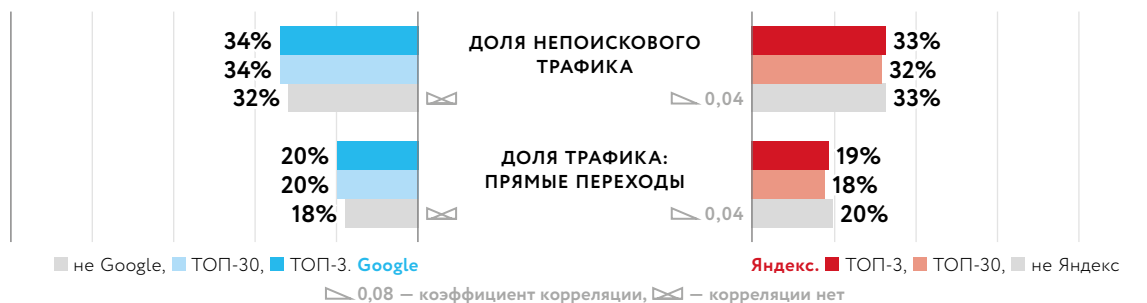 34%
34%
32%
ДОЛЯ НЕПОИСКОВОГО
ТРАФИКА
0,04
33%
32%
33%
20%
20%
18%
ДОЛЯ ТРАФИКА:
ПРЯМЫЕ ПЕРЕХОДЫ
0,04
19%
18%
20%
не Google, ТОП-30, ТОП-3. Google
Яндекс. ТОП-3, ТОП-30, не Яндекс
0,08 — коэффициент корреляции, — корреляции нет